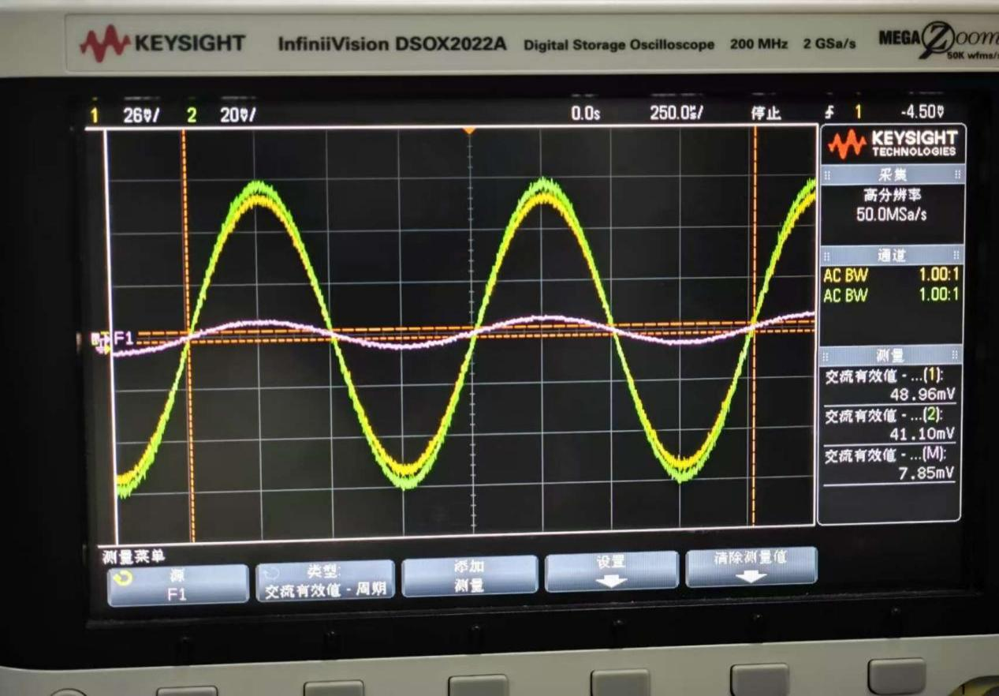 KEYSIGHT InfiniiVision DSOX2022A Digital Storage Oscilloscope 200 MHz 2 GSa/s MEGA Zoom
50K wfms/s
1 26mV/ 2 20mV/ 0.0s 250.0us/ 停止 1 -4.50mV
KEYSIGHT
TECHNOLOGIES
采集
高分辨率
50.0MSa/s
通道
AC BW 1.00:1
AC BW 1.00:1
F1
测量
交流有效值 - ...(1):
48.96mV
交流有效值 - ...(2):
41.10mV
交流有效值 - ...(M):
7.85mV
测量菜单
源
F1
类型:
交流有效值 - 周期
添加
测量
设置
清除测量值